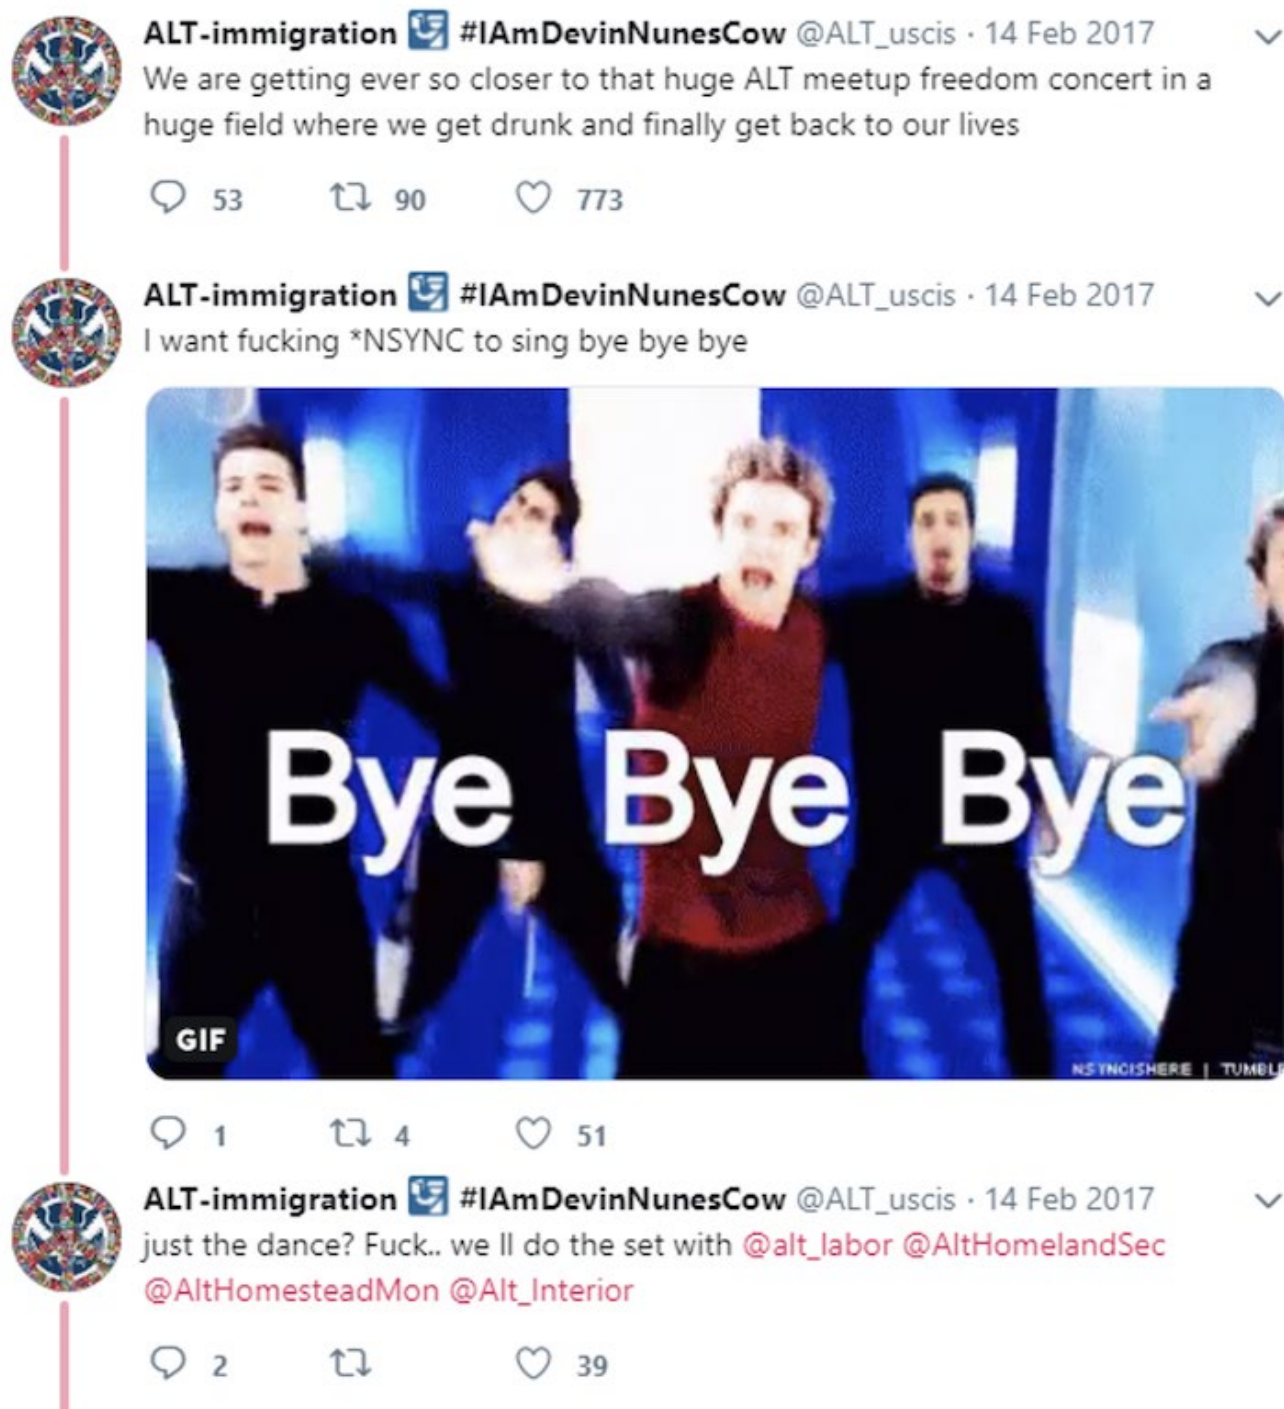 ALT-immigration #IAmDevinNunesCow @ALT_uscis · 14 Feb 2017
We are getting ever so closer to that huge ALT meetup freedom concert in a
huge field where we get drunk and finally get back to our lives
53 90 773
ALT-immigration #IAmDevinNunesCow @ALT_uscis · 14 Feb 2017
I want fucking *NSYNC to sing bye bye bye
Bye Bye Bye
GIF
NSYNCISHERE | TUMBL
1 4 51
ALT-immigration #IAmDevinNunesCow @ALT_uscis · 14 Feb 2017
just the dance? Fuck.. we ll do the set with @alt_labor @AltHomelandSec
@AltHomesteadMon @Alt_Interior
2 39